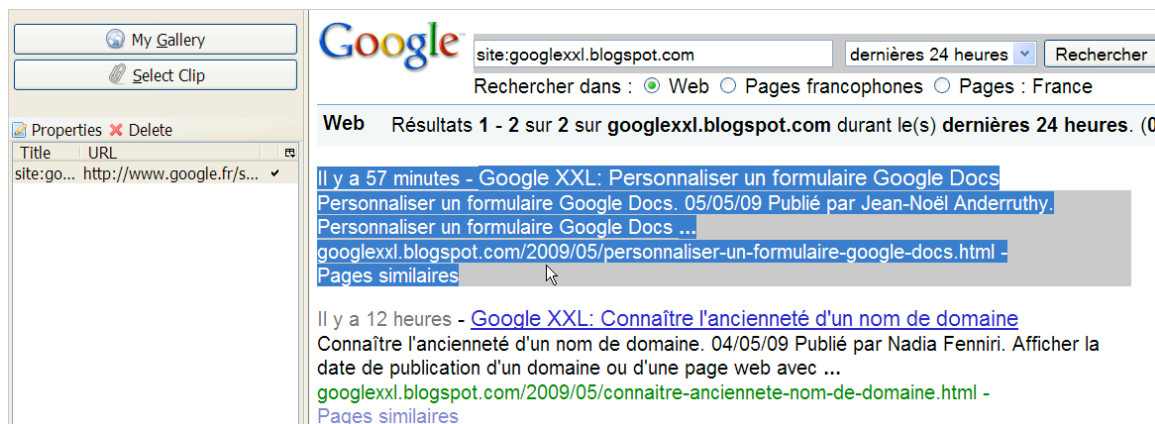 My Gallery
Select Clip
Properties Delete
Title URL
site:go... http://www.google.fr/s...
Google
site:googlexxl.blogspot.com dernières 24 heures Rechercher
Rechercher dans : Web Pages francophones Pages : France
Web Résultats 1 - 2 sur 2 sur googlexxl.blogspot.com durant le(s) dernières 24 heures. (0
Il y a 57 minutes - Google XXL: Personnaliser un formulaire Google Docs
Personnaliser un formulaire Google Docs. 05/05/09 Publié par Jean-Noël Anderruthy.
Personnaliser un formulaire Google Docs ...
googlexxl.blogspot.com/2009/05/personnaliser-un-formulaire-google-docs.html -
Pages similaires
Il y a 12 heures - Google XXL: Connaître l'ancienneté d'un nom de domaine
Connaître l'ancienneté d'un nom de domaine. 04/05/09 Publié par Nadia Fenniri. Afficher la
date de publication d'un domaine ou d'une page web avec ...
googlexxl.blogspot.com/2009/05/connaitre-anciennete-nom-de-domaine.html -
Pages similaires